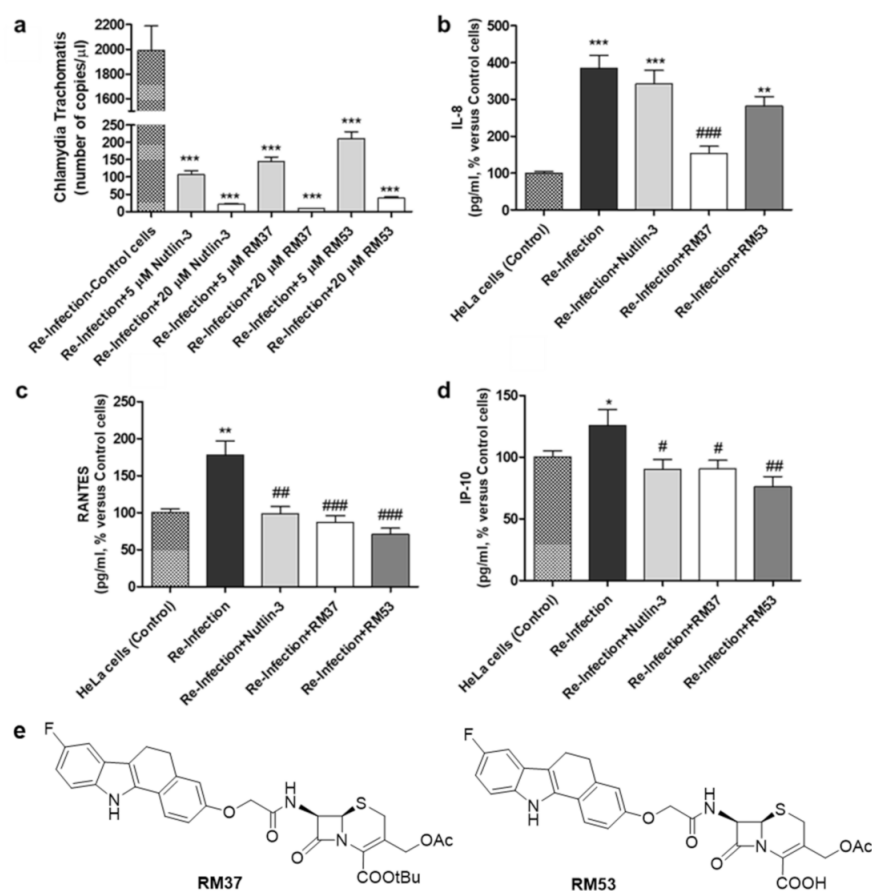 a
Chlamydia Trachomatis
(number of copies/µl)
2200
2000
1800
1600
1400
1200
250
200
150
100
50
0
***
***
***
***
***
***
Re-Infection-Control cells
Re-Infection+5 µM Nutlin-3
Re-Infection+20 µM Nutlin-3
Re-Infection+5 µM RM37
Re-Infection+20 µM RM37
Re-Infection+5 µM RM53
Re-Infection+20 µM RM53
b
IL-8
(pg/ml, % versus Control cells)
500
400
300
200
100
0
***
***
###
**
HeLa cells (Control)
Re-Infection
Re-Infection+Nutlin-3
Re-Infection+RM37
Re-Infection+RM53
c
RANTES
(pg/ml, % versus Control cells)
250
200
150
100
50
0
**
##
###
###
HeLa cells (Control)
Re-Infection
Re-Infection+Nutlin-3
Re-Infection+RM37
Re-Infection+RM53
d
IP-10
(pg/ml, % versus Control cells)
150
100
50
0
*
#
#
##
HeLa cells (Control)
Re-Infection
Re-Infection+Nutlin-3
Re-Infection+RM37
Re-Infection+RM53
e
F
N
H
O
O
H
N
S
N
O
OAc
COOtBu
RM37
F
N
H
O
O
H
N
S
N
O
OAc
COOH
RM53